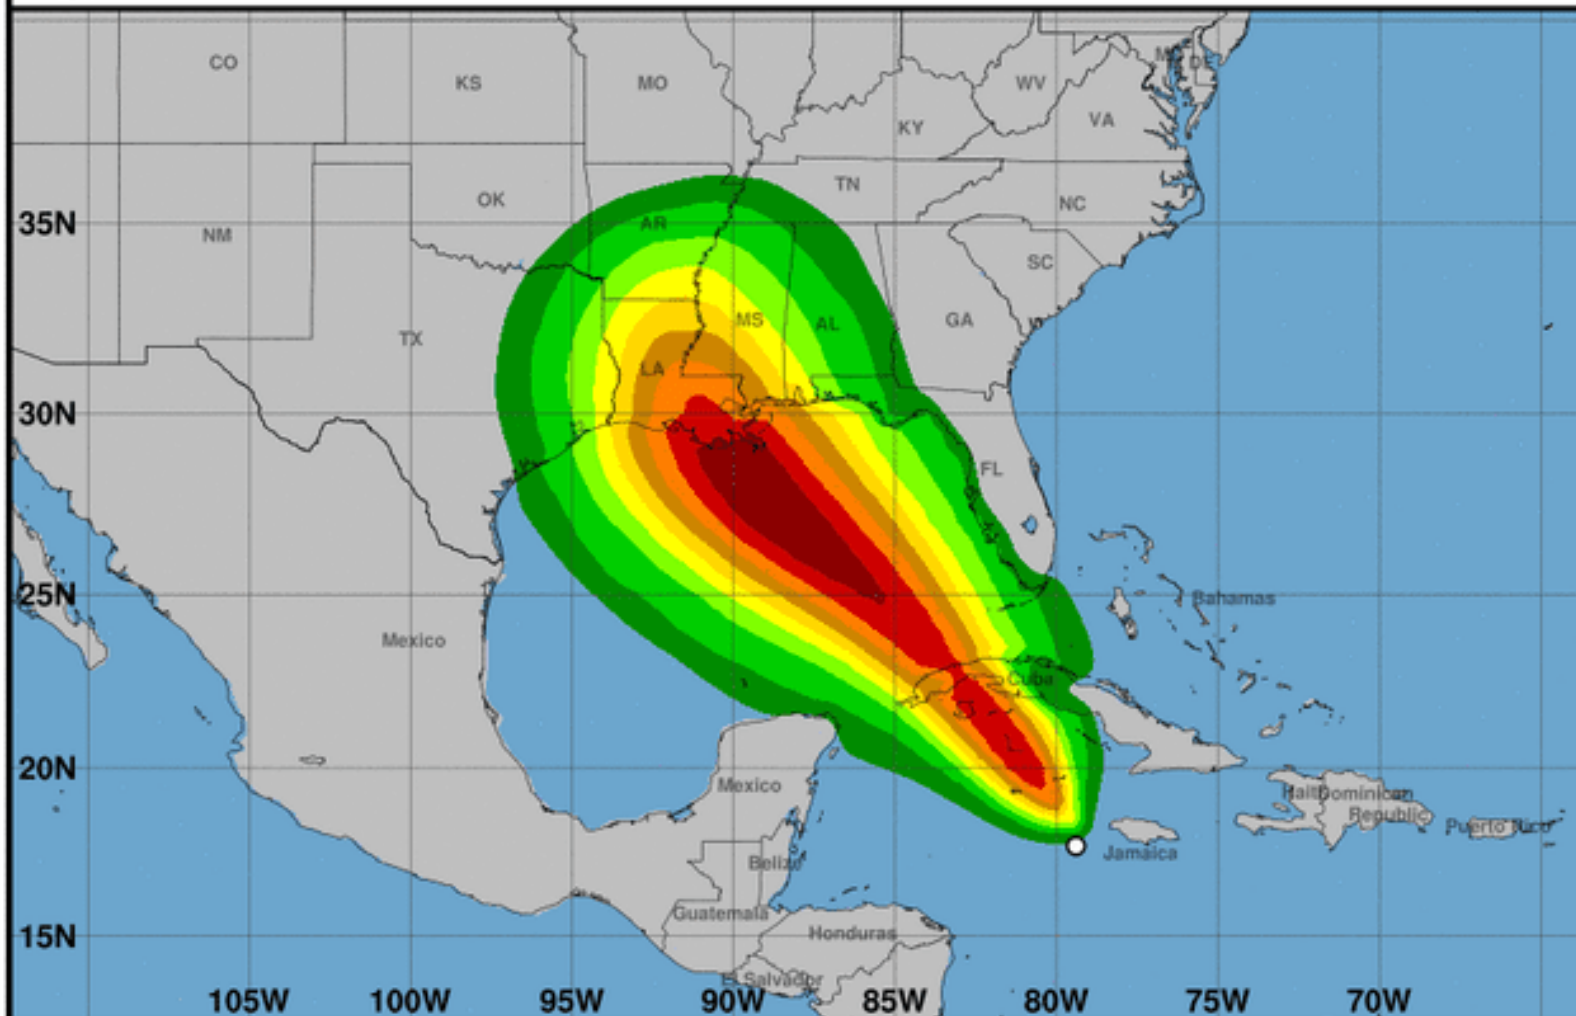 CO
KS
MO
WV
DE
KY
VA
OK
TN
NC
35N
NM
AR
SC
TX
MS
AL
GA
LA
30N
FL
25N
Bahamas
Mexico
Cuba
20N
Mexico
Haiti
Dominican
Republic
Puerto Rico
Jamaica
Belize
Guatemala
Honduras
15N
El Salvador
105W
100W
95W
90W
85W
80W
75W
70W